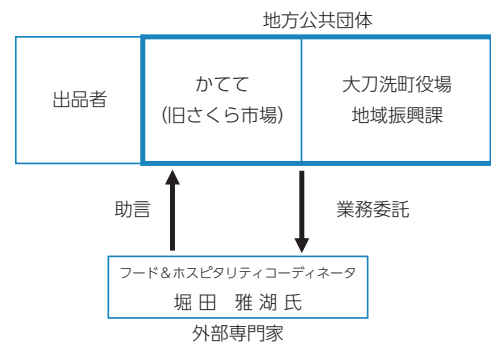 地方公共団体
出品者
かてて
(旧さくら市場)
大刀洗町役場
地域振興課
助言
業務委託
フード&ホスピタリティコーディネータ
堀田 雅湖氏
外部専門家